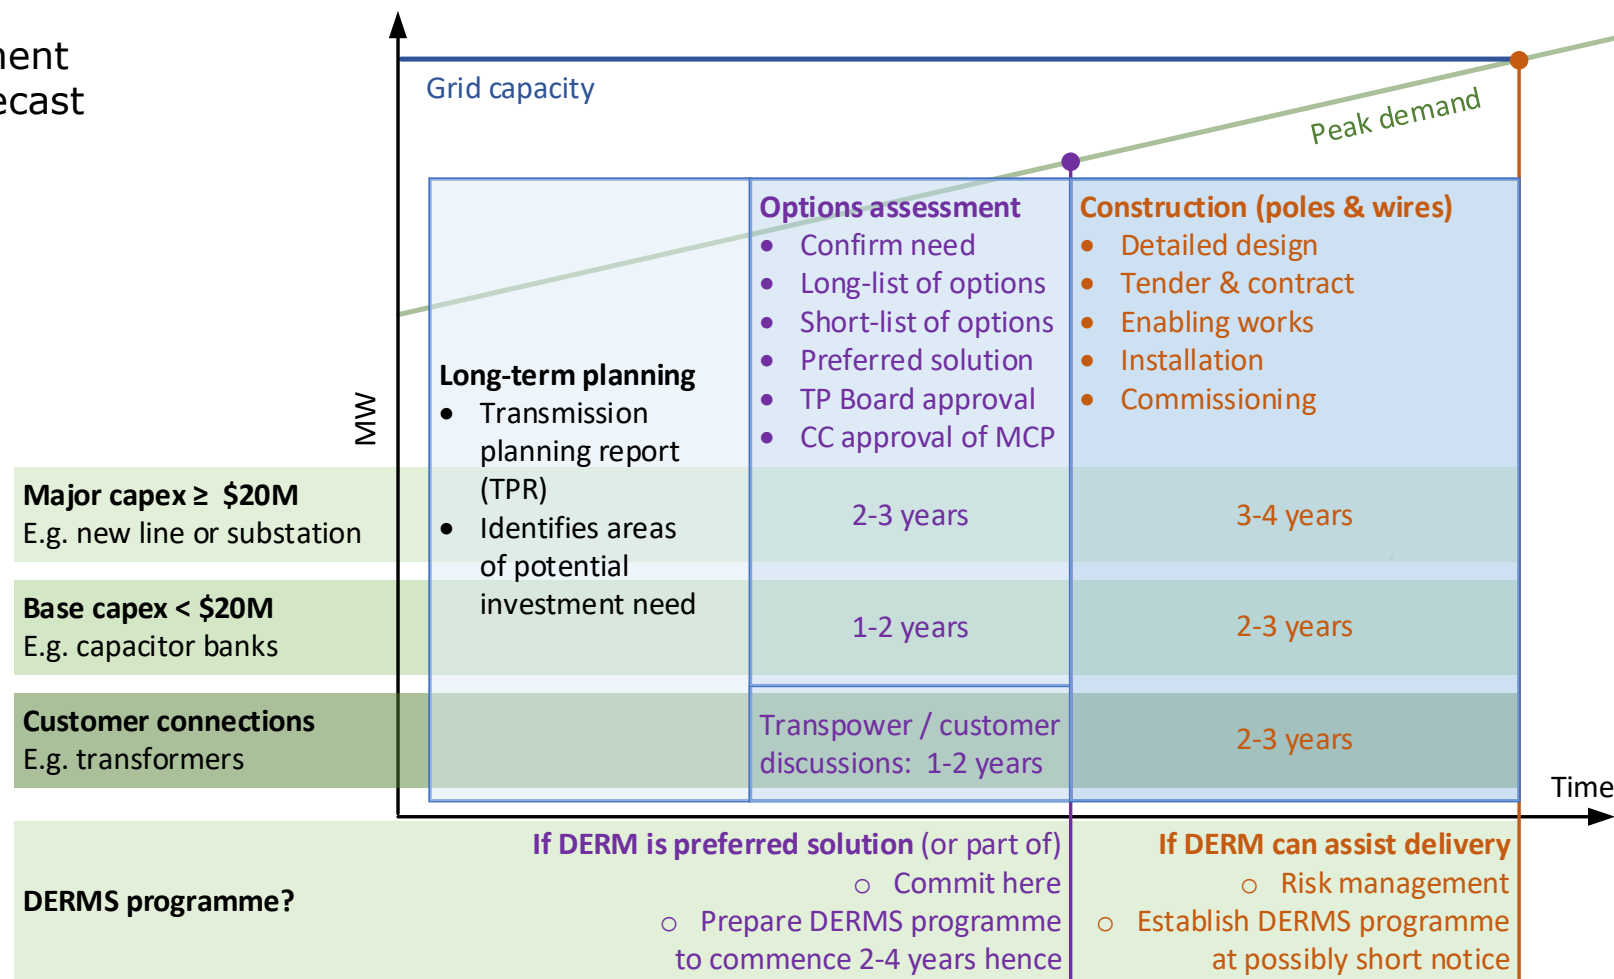 Grid capacity
Peak demand
MW
Time
Long-term planning
• Transmission
planning report
(TPR)
• Identifies areas
of potential
investment need
Options assessment
• Confirm need
• Long-list of options
• Short-list of options
• Preferred solution
• TP Board approval
• CC approval of MCP
Construction (poles & wires)
• Detailed design
• Tender & contract
• Enabling works
• Installation
• Commissioning
Major capex ≥ $20M
E.g. new line or substation
2-3 years
3-4 years
Base capex < $20M
E.g. capacitor banks
1-2 years
2-3 years
Customer connections
E.g. transformers
Transpower / customer
discussions: 1-2 years
2-3 years
DERMS programme?
If DERM is preferred solution (or part of)
○ Commit here
○ Prepare DERMS programme
to commence 2-4 years hence
If DERM can assist delivery
○ Risk management
○ Establish DERMS programme
at possibly short notice